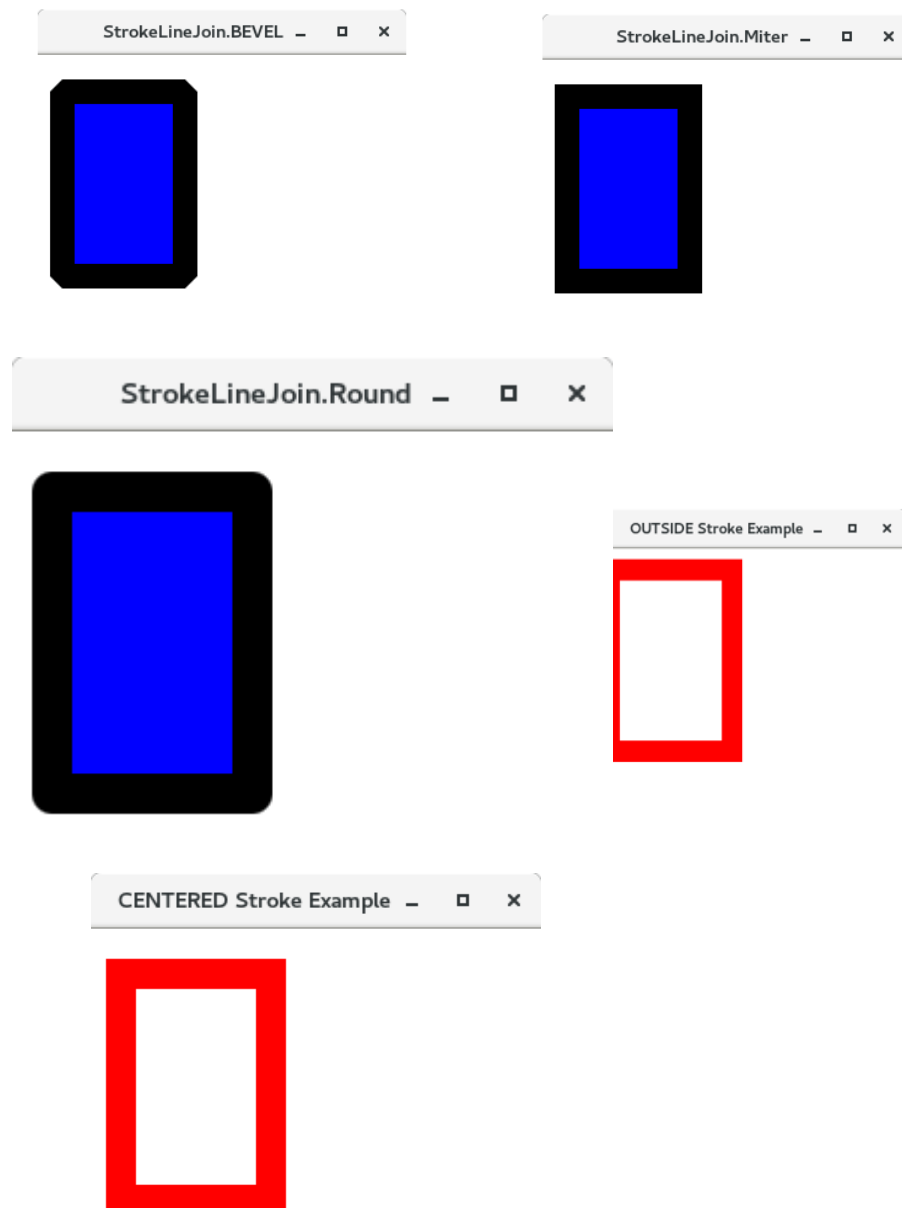 StrokeLineJoin.BEVEL
StrokeLineJoin.Miter
StrokeLineJoin.Round
OUTSIDE Stroke Example
CENTERED Stroke Example